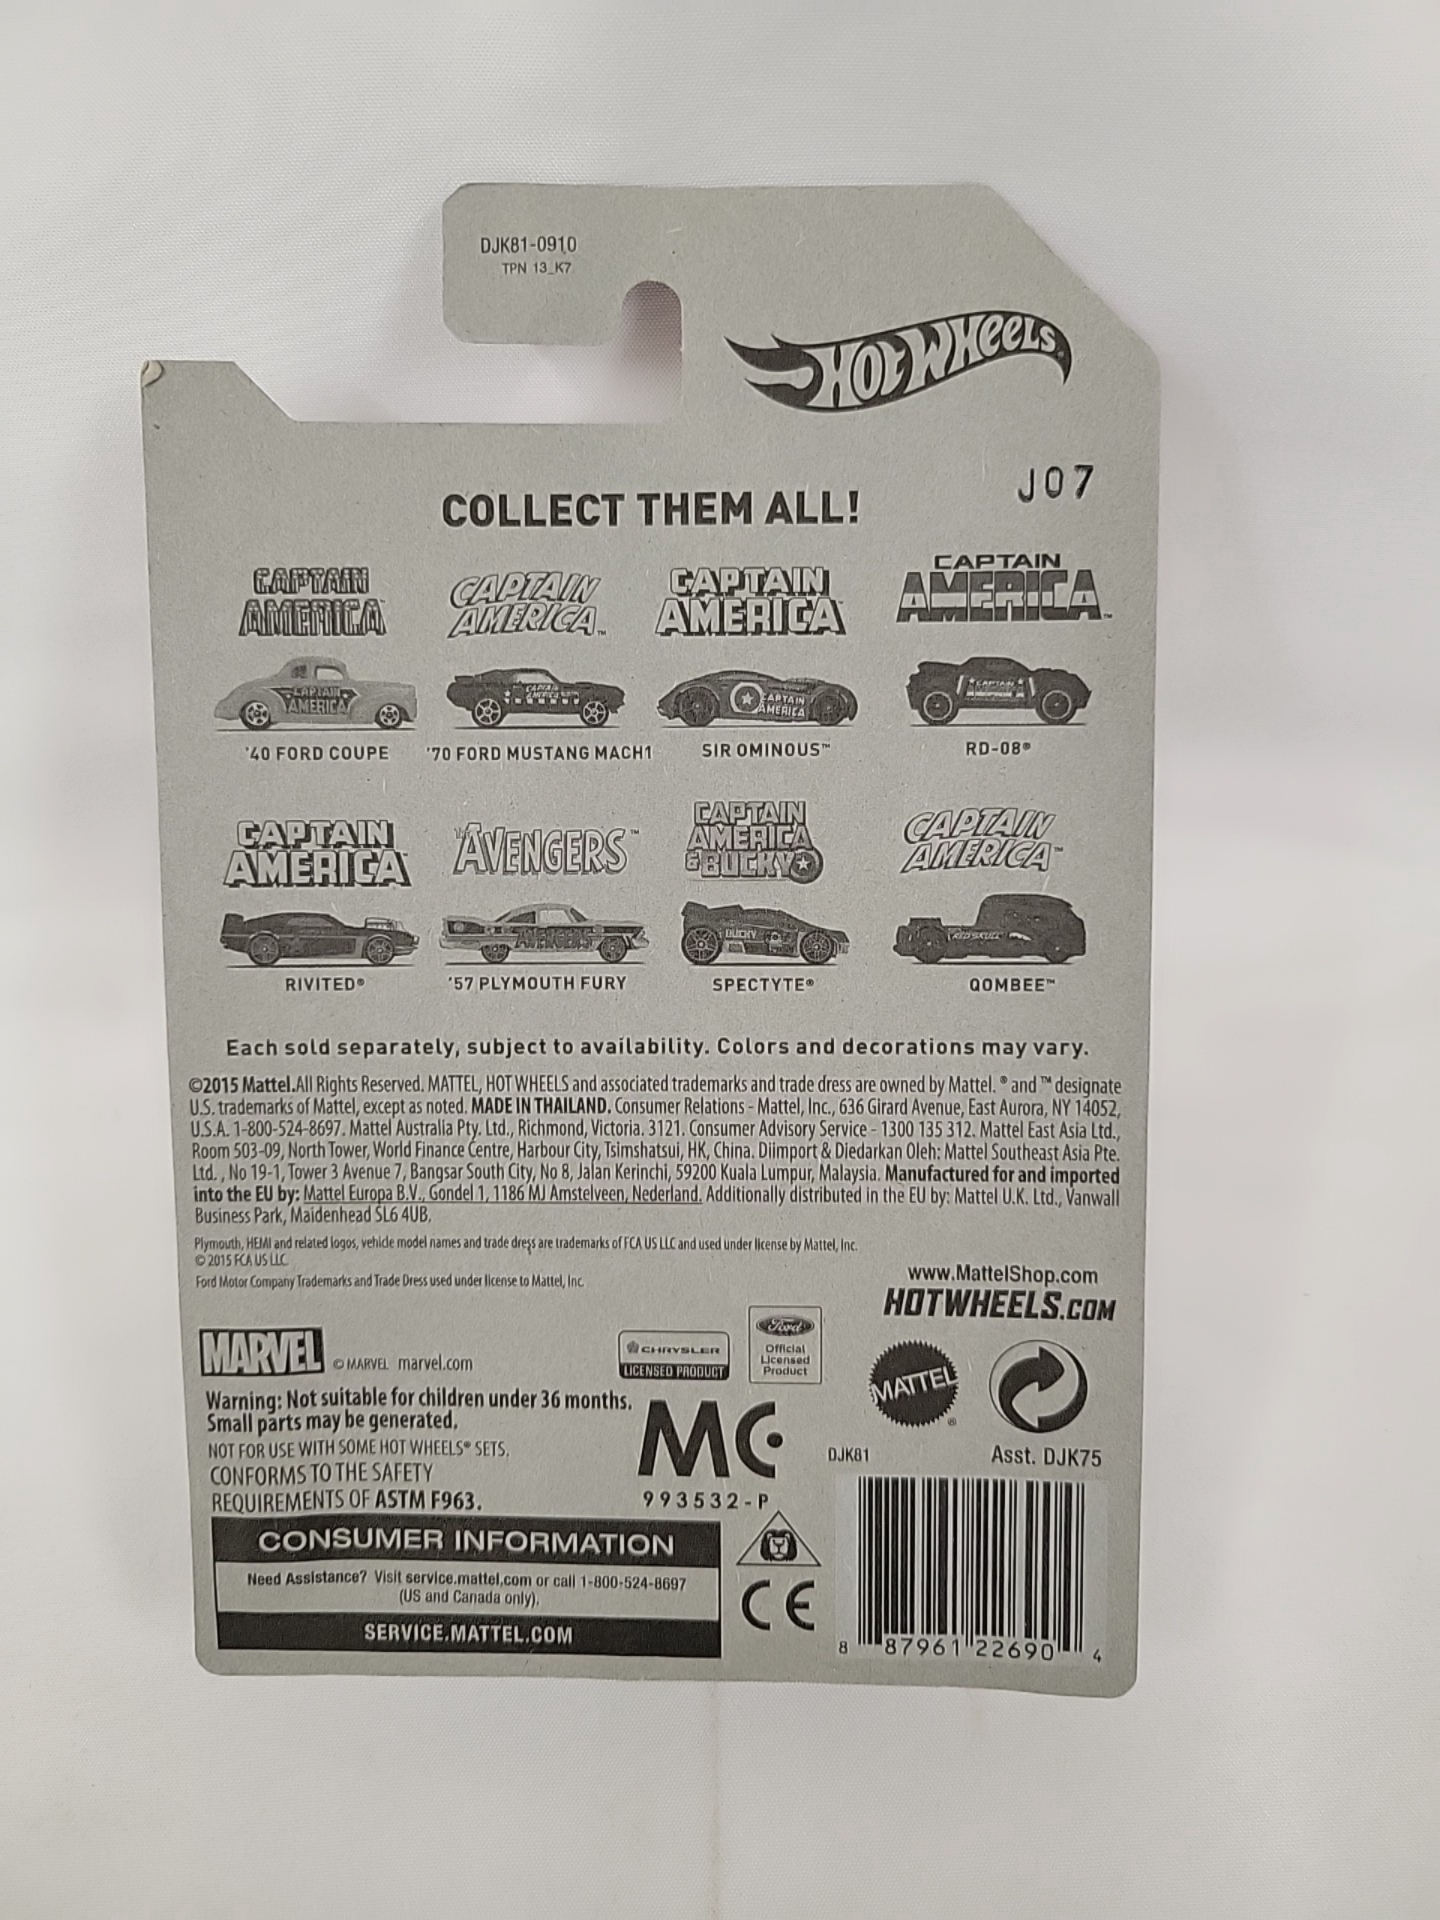 DJK81-0910
TPN 13_K7
HOT WHEELS
J07
COLLECT THEM ALL!
CAPTAIN AMERICA™ CAPTAIN AMERICA™ CAPTAIN AMERICA™ CAPTAIN AMERICA™
CAPTAIN AMERICA CAPTAIN AMERICA CAPTAIN AMERICA CAPTAIN AMERICA
'40 FORD COUPE '70 FORD MUSTANG MACH1 SIR OMINOUS™ RD-08®
CAPTAIN AMERICA THE AVENGERS™ CAPTAIN AMERICA & BUCKY CAPTAIN AMERICA™
AVENGERS BUCKY RED SKULL
RIVITED® '57 PLYMOUTH FURY SPECTYTE® QOMBEE™
Each sold separately, subject to availability. Colors and decorations may vary.
©2015 Mattel.All Rights Reserved. MATTEL, HOT WHEELS and associated trademarks and trade dress are owned by Mattel. ® and ™ designate
U.S. trademarks of Mattel, except as noted. MADE IN THAILAND. Consumer Relations - Mattel, Inc., 636 Girard Avenue, East Aurora, NY 14052,
U.S.A. 1-800-524-8697. Mattel Australia Pty. Ltd., Richmond, Victoria. 3121. Consumer Advisory Service - 1300 135 312. Mattel East Asia Ltd.,
Room 503-09, North Tower, World Finance Centre, Harbour City, Tsimshatsui, HK, China. Diimport & Diedarkan Oleh: Mattel Southeast Asia Pte.
Ltd. , No 19-1, Tower 3 Avenue 7, Bangsar South City, No 8, Jalan Kerinchi, 59200 Kuala Lumpur, Malaysia. Manufactured for and imported
into the EU by: Mattel Europa B.V., Gondel 1, 1186 MJ Amstelveen, Nederland. Additionally distributed in the EU by: Mattel U.K. Ltd., Vanwall
Business Park, Maidenhead SL6 4UB.
Plymouth, HEMI and related logos, vehicle model names and trade dress are trademarks of FCA US LLC and used under license by Mattel, Inc.
© 2015 FCA US LLC.
Ford Motor Company Trademarks and Trade Dress used under license to Mattel, Inc.
www.MattelShop.com
HOTWHEELS.COM
MARVEL © MARVEL marvel.com
CHRYSLER
LICENSED PRODUCT
Ford
Official
Licensed
Product
MATTEL®
Warning: Not suitable for children under 36 months.
Small parts may be generated.
NOT FOR USE WITH SOME HOT WHEELS® SETS.
CONFORMS TO THE SAFETY
REQUIREMENTS OF ASTM F963.
MC
993532-P
DJK81 Asst. DJK75
CONSUMER INFORMATION
Need Assistance? Visit service.mattel.com or call 1-800-524-8697
(US and Canada only).
SERVICE.MATTEL.COM
CE
8 87961 22690 4